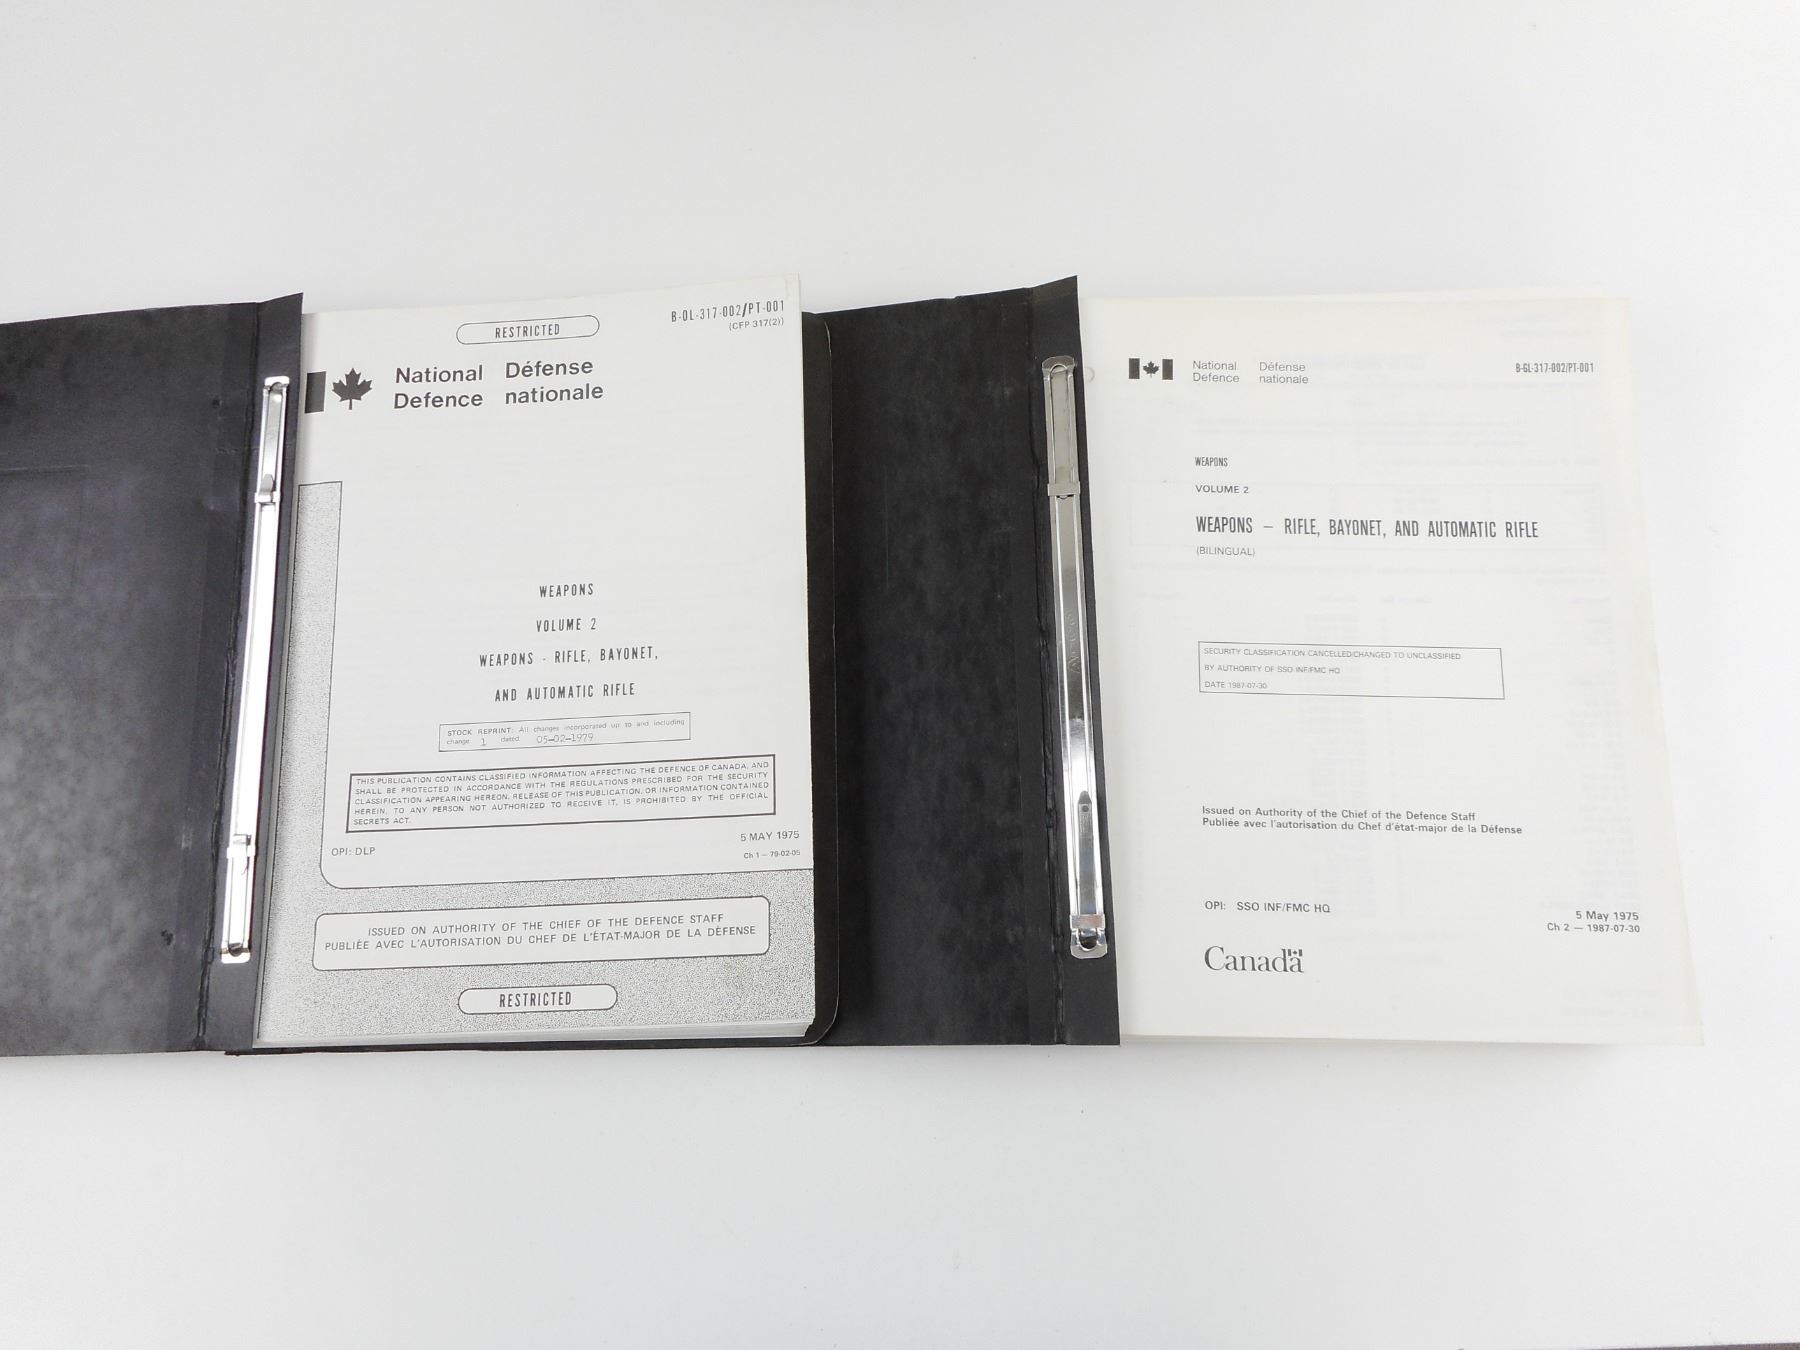 RESTRICTED
B-OL-317-002/PT-001
(CFP 317(2))
National Défense
Defence nationale
WEAPONS
VOLUME 2
WEAPONS - RIFLE, BAYONET,
AND AUTOMATIC RIFLE
STOCK REPRINT: All changes incorporated up to and including
change 1 dated 05-02-1979
THIS PUBLICATION CONTAINS CLASSIFIED INFORMATION AFFECTING THE DEFENCE OF CANADA, AND
SHALL BE PROTECTED IN ACCORDANCE WITH THE REGULATIONS PRESCRIBED FOR THE SECURITY
CLASSIFICATION APPEARING HEREON. RELEASE OF THIS PUBLICATION, OR INFORMATION CONTAINED
HEREIN, TO ANY PERSON NOT AUTHORIZED TO RECEIVE IT, IS PROHIBITED BY THE OFFICIAL
SECRETS ACT.
OPI: DLP
5 MAY 1975
Ch 1 — 79-02-05
ISSUED ON AUTHORITY OF THE CHIEF OF THE DEFENCE STAFF
PUBLIÉE AVEC L'AUTORISATION DU CHEF DE L'ÉTAT-MAJOR DE LA DÉFENSE
RESTRICTED
National Défense
Defence nationale
B-GL-317-002/PT-001
WEAPONS
VOLUME 2
WEAPONS — RIFLE, BAYONET, AND AUTOMATIC RIFLE
(BILINGUAL)
SECURITY CLASSIFICATION CANCELLED/CHANGED TO UNCLASSIFIED
BY AUTHORITY OF SSO INF/FMC HQ
DATE 1987-07-30
Issued on Authority of the Chief of the Defence Staff
Publiée avec l'autorisation du Chef d'état-major de la Défense
OPI: SSO INF/FMC HQ
5 May 1975
Ch 2 — 1987-07-30
Canada